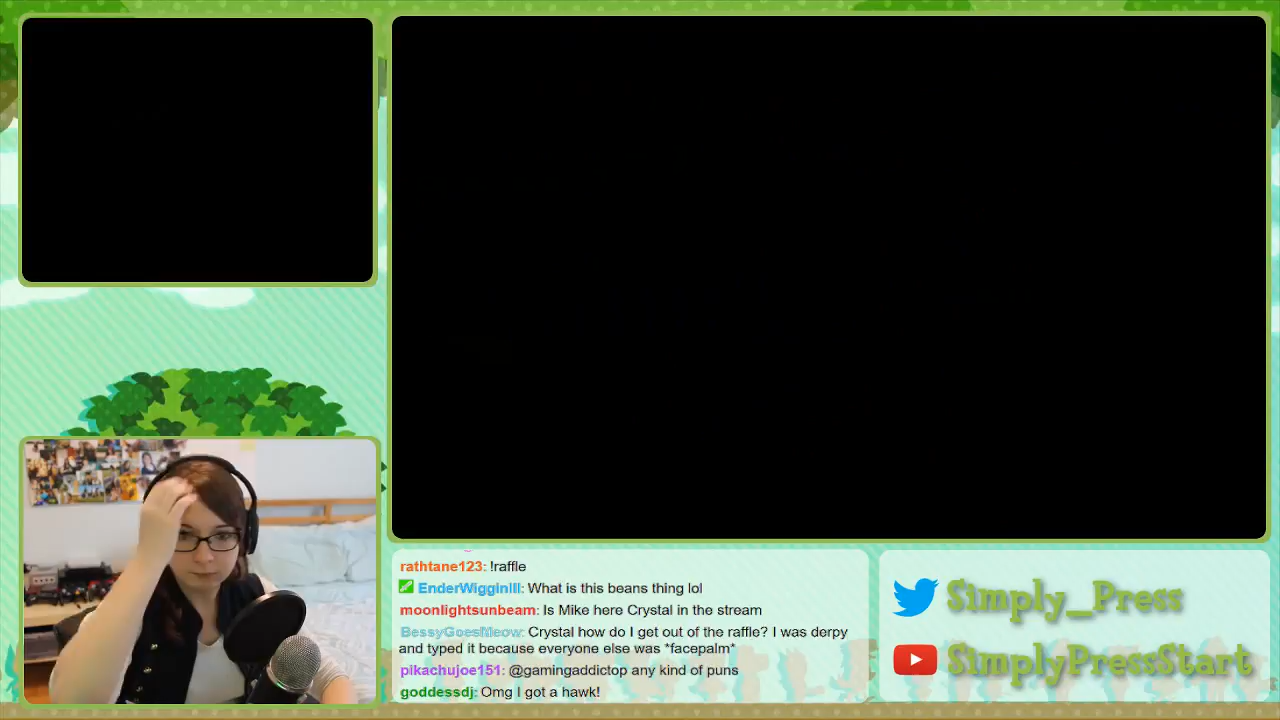 rathtane123: !raffle
EnderWigginIII: What is this beans thing lol
moonlightsunbeam: Is Mike here Crystal in the stream
BessyGoesMeow: Crystal how do I get out of the raffle? I was derpy
and typed it because everyone else was *facepalm*
pikachujoe151: @gamingaddictop any kind of puns
goddessdj: Omg I got a hawk!
Simply_Press
SimplyPressStart